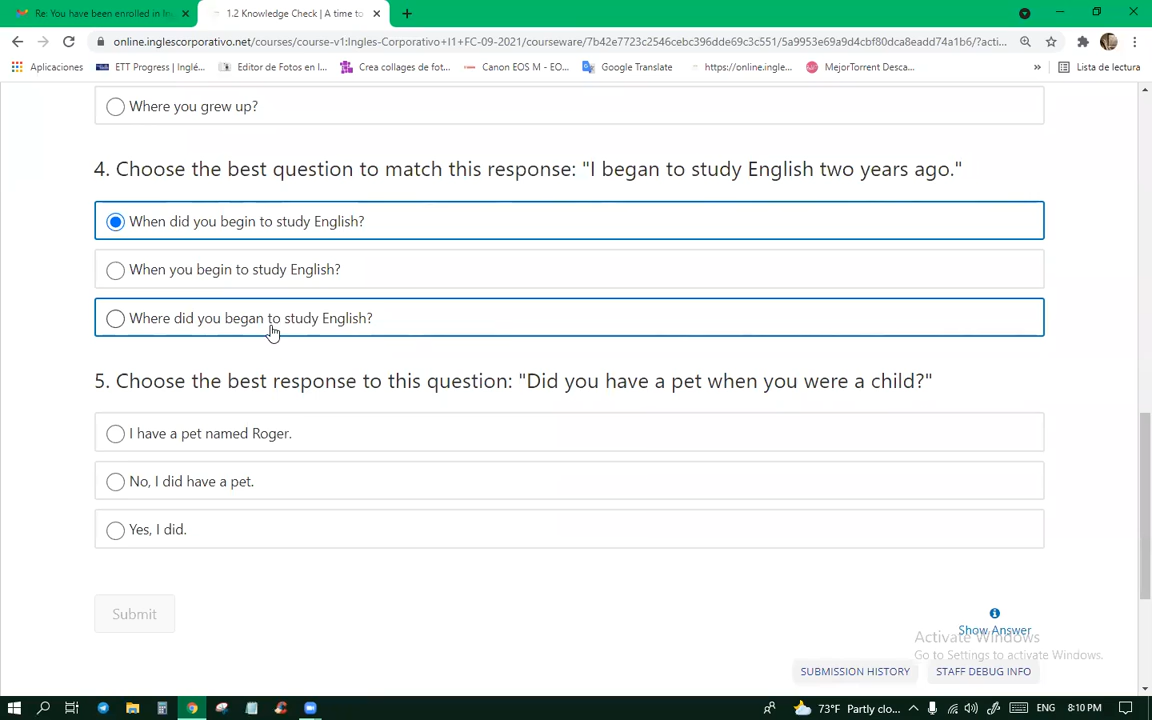 Re: You have been enrolled in In
1.2 Knowledge Check | A time to
online.inglescorporativo.net/courses/course-v1:Ingles-Corporativo+I1+FC-09-2021/courseware/7b42e7723c2546cebc396dde69c3c551/5a9953e69a9d4cbf80dca8eadd74a1b6/?acti...
Aplicaciones
ETT Progress | Inglé...
Editor de Fotos en l...
Crea collages de fot...
Canon EOS M - EO...
Google Translate
https://online.ingle...
MejorTorrent Desca...
»
Lista de lectura
Where you grew up?
4. Choose the best question to match this response: "I began to study English two years ago."
When did you begin to study English?
When you begin to study English?
Where did you began to study English?
5. Choose the best response to this question: "Did you have a pet when you were a child?"
I have a pet named Roger.
No, I did have a pet.
Yes, I did.
Submit
Show Answer
Activate Windows
Go to Settings to activate Windows.
SUBMISSION HISTORY
STAFF DEBUG INFO
73°F Partly clo...
ENG
8:10 PM